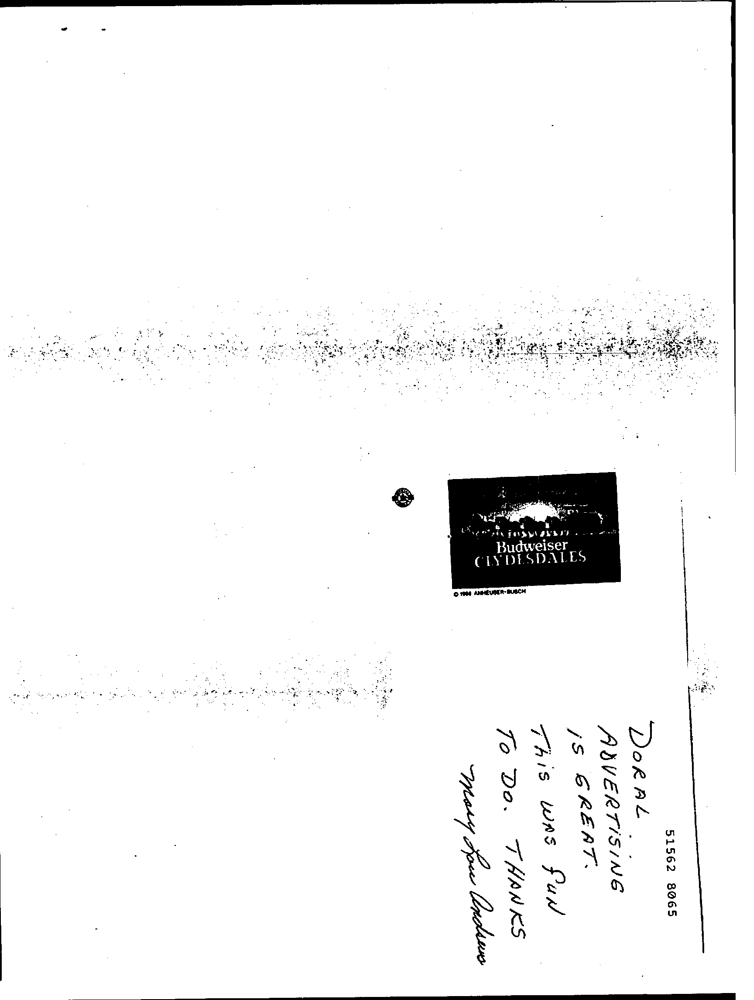 Budweiser
CLYDESDALES
© 1988 ANHEUSER-BUSCH
DORAL...
ADVERTISING
IS GREAT.
This WAS FUN
TO DO. THANKS
Mary Lou Andrews
51562 8065